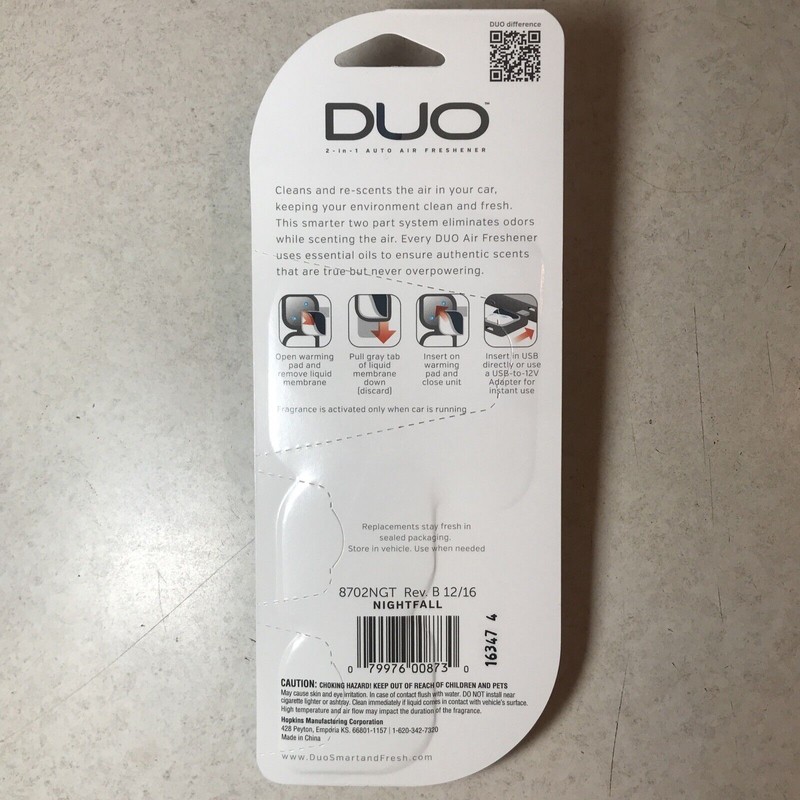 DUO difference
DUO™
2-in-1 AUTO AIR FRESHENER
Cleans and re-scents the air in your car,
keeping your environment clean and fresh.
This smarter two part system eliminates odors
while scenting the air. Every DUO Air Freshener
uses essential oils to ensure authentic scents
that are true but never overpowering.
Open warming
pad and
remove liquid
membrane
Pull gray tab
of liquid
membrane
down
(discard)
Insert on
warming
pad and
close unit
Insert in USB
directly or use
a USB-to-12V
Adapter for
instant use
Fragrance is activated only when car is running
Replacements stay fresh in
sealed packaging.
Store in vehicle. Use when needed
8702NGT Rev. B 12/16
NIGHTFALL
0 79976 00873 0
16347 4
CAUTION: CHOKING HAZARD! KEEP OUT OF REACH OF CHILDREN AND PETS
May cause skin and eye irritation. In case of contact flush with water. DO NOT install near
cigarette lighter or ashtray. Clean immediately if liquid comes in contact with vehicle's surface.
High temperature and air flow may impact the duration of the fragrance.
Hopkins Manufacturing Corporation
428 Peyton, Emporia KS. 66801-1157 | 1-620-342-7320
Made in China
www.DuoSmartandFresh.com